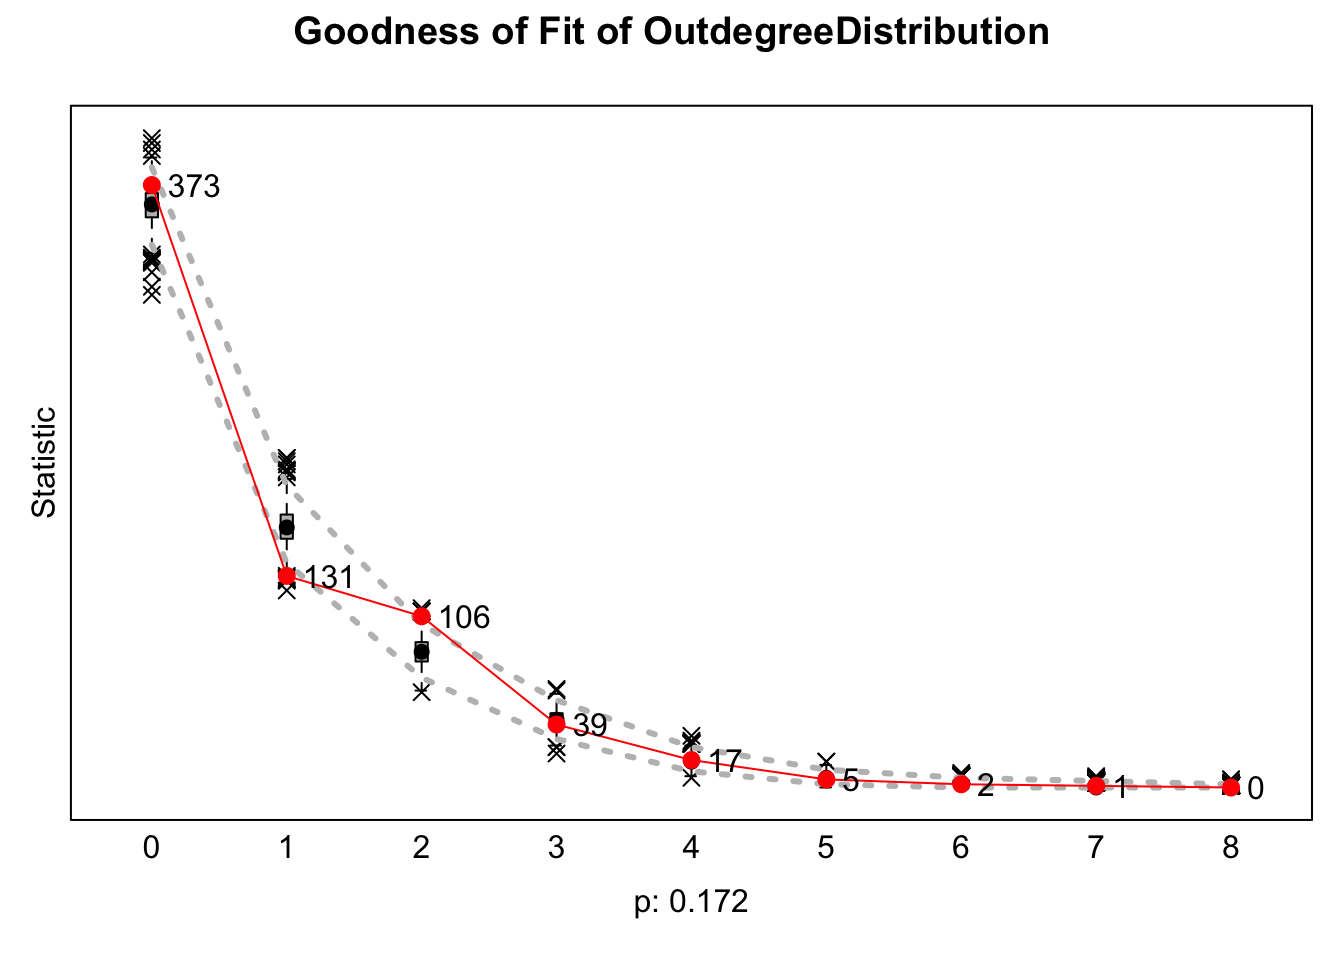 Goodness of Fit of OutdegreeDistribution
Statistic
373
131
106
39
17
5
2
1
0
0 1 2 3 4 5 6 7 8
p: 0.172